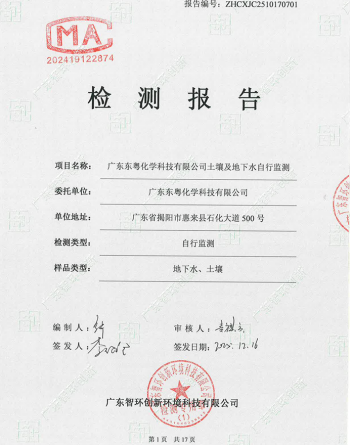 报告编号：ZHCXJC2510170701
MA
202419122874
检 测 报 告
项目名称： 广东东粤化学科技有限公司土壤及地下水自行监测
委托单位： 广东东粤化学科技有限公司
单位地址： 广东省揭阳市惠来县石化大道 500 号
检测类型： 自行监测
样品类型： 地下水、土壤
编 制 人： 审 核 人：
签 发 人： 签发日期： 2025.12.16
广东智环创新环境科技有限公司
检测专用章
(1)
第 1 页 共 17 页